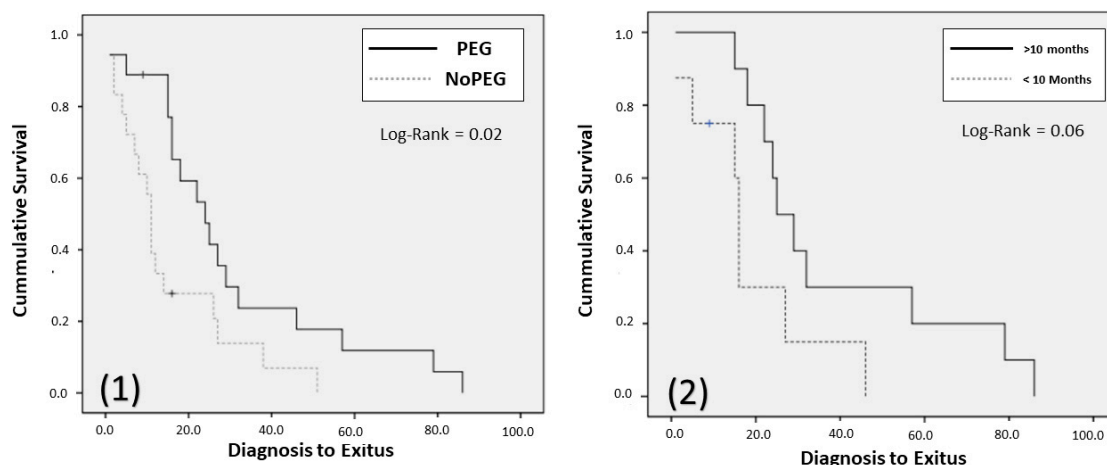 Cummulative Survival
1.0
0.8
0.6
0.4
0.2
0.0
PEG
NoPEG
Log-Rank = 0.02
(1)
0.0 20.0 40.0 60.0 80.0 100.0
Diagnosis to Exitus
Cummulative Survival
1.0
0.8
0.6
0.4
0.2
0.0
>10 months
< 10 Months
Log-Rank = 0.06
(2)
0.0 20.0 40.0 60.0 80.0 100.0
Diagnosis to Exitus